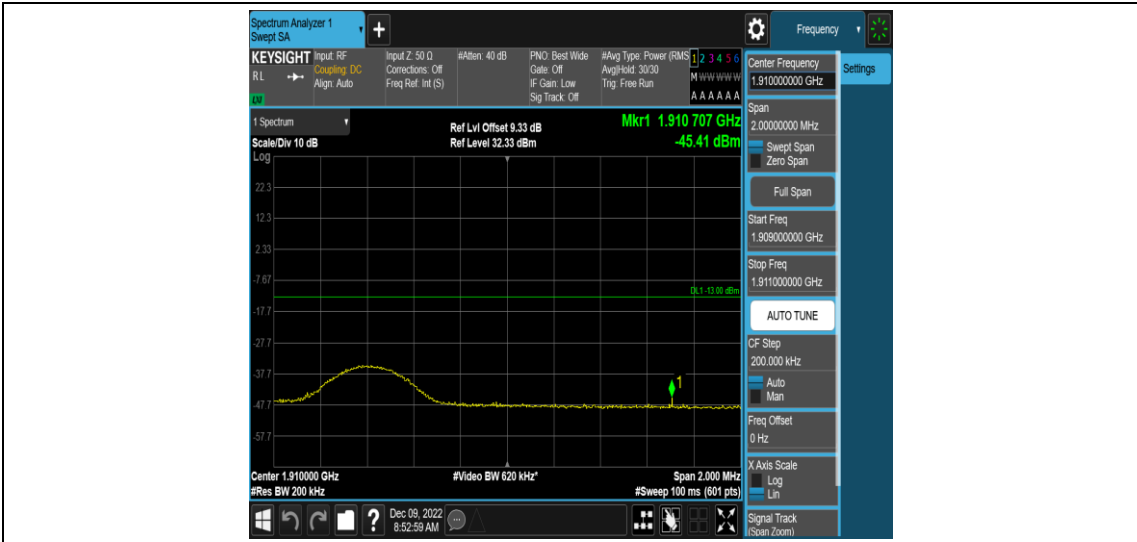 Spectrum Analyzer 1
Swept SA
Frequency
KEYSIGHT
RL
LXI
Input: RF
Coupling: DC
Align: Auto
Input Z: 50 Ω
Corrections: Off
Freq Ref: Int (S)
#Atten: 40 dB
PNO: Best Wide
Gate: Off
IF Gain: Low
Sig Track: Off
#Avg Type: Power (RMS
Avg|Hold: 30/30
Trig: Free Run
1 2 3 4 5 6
M W W W W W
A A A A A A
1 Spectrum
Scale/Div 10 dB
Log
Ref Lvl Offset 9.33 dB
Ref Level 32.33 dBm
Mkr1 1.910 707 GHz
-45.41 dBm
22.3
12.3
2.33
-7.67
DL1 -13.00 dBm
-17.7
-27.7
-37.7
1
-47.7
-57.7
Center 1.910000 GHz
#Video BW 620 kHz*
Span 2.000 MHz
#Res BW 200 kHz
#Sweep 100 ms (601 pts)
?
Dec 09, 2022
8:52:59 AM
Center Frequency
1.910000000 GHz
Settings
Span
2.00000000 MHz
Swept Span
Zero Span
Full Span
Start Freq
1.909000000 GHz
Stop Freq
1.911000000 GHz
AUTO TUNE
CF Step
200.000 kHz
Auto
Man
Freq Offset
0 Hz
X Axis Scale
Log
Lin
Signal Track
(Span Zoom)